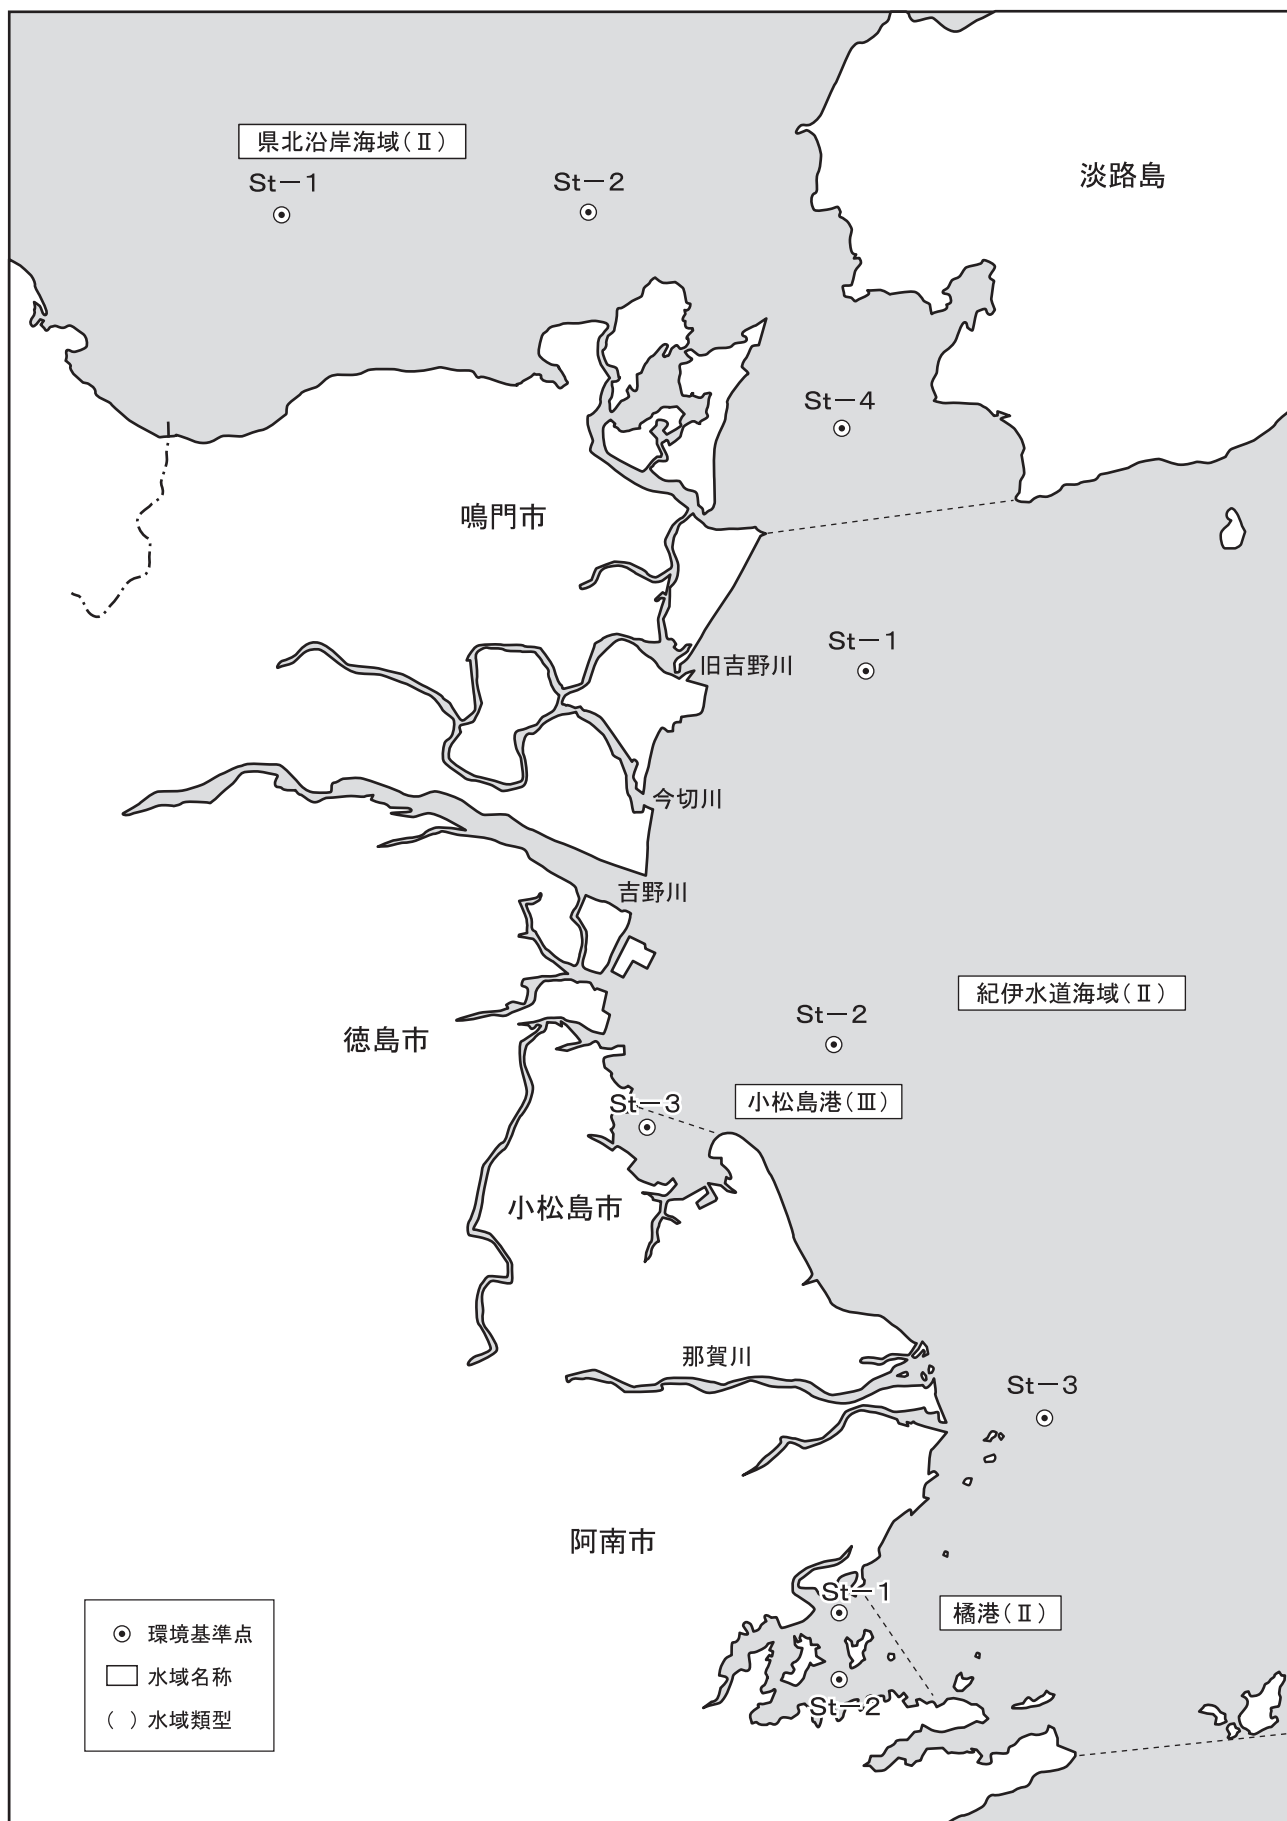 県北沿岸海域(Ⅱ)
St－1
St－2
淡路島
St－4
鳴門市
St－1
旧吉野川
今切川
吉野川
紀伊水道海域(Ⅱ)
St－2
徳島市
小松島港(Ⅲ)
St－3
小松島市
那賀川
St－3
阿南市
St－1
橘港(Ⅱ)
環境基準点
水域名称
St－2
( ) 水域類型